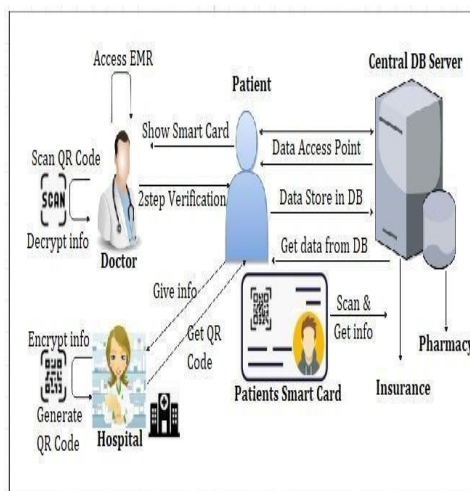 Access EMR
Patient
Central DB Server
Show Smart Card
Data Access Point
Scan QR Code
SCAN
2step Verification
Data Store in DB
Decrypt info
Doctor
Get data from DB
Give info
Scan &
Get info
Encrypt info
Get QR
Code
Pharmacy
Generate
QR Code
Hospital
Patients Smart Card
Insurance